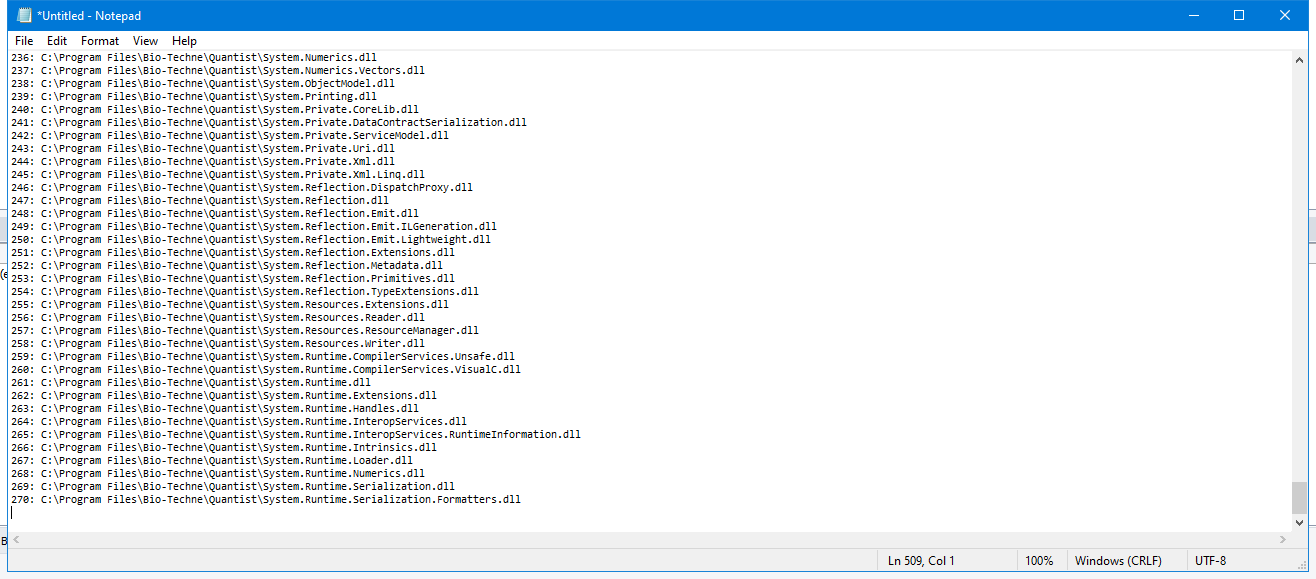 *Untitled - Notepad
File Edit Format View Help
236: C:\Program Files\Bio-Techne\Quantist\System.Numerics.dll
237: C:\Program Files\Bio-Techne\Quantist\System.Numerics.Vectors.dll
238: C:\Program Files\Bio-Techne\Quantist\System.ObjectModel.dll
239: C:\Program Files\Bio-Techne\Quantist\System.Printing.dll
240: C:\Program Files\Bio-Techne\Quantist\System.Private.CoreLib.dll
241: C:\Program Files\Bio-Techne\Quantist\System.Private.DataContractSerialization.dll
242: C:\Program Files\Bio-Techne\Quantist\System.Private.ServiceModel.dll
243: C:\Program Files\Bio-Techne\Quantist\System.Private.Uri.dll
244: C:\Program Files\Bio-Techne\Quantist\System.Private.Xml.dll
245: C:\Program Files\Bio-Techne\Quantist\System.Private.Xml.Linq.dll
246: C:\Program Files\Bio-Techne\Quantist\System.Reflection.DispatchProxy.dll
247: C:\Program Files\Bio-Techne\Quantist\System.Reflection.dll
248: C:\Program Files\Bio-Techne\Quantist\System.Reflection.Emit.dll
249: C:\Program Files\Bio-Techne\Quantist\System.Reflection.Emit.ILGeneration.dll
250: C:\Program Files\Bio-Techne\Quantist\System.Reflection.Emit.Lightweight.dll
251: C:\Program Files\Bio-Techne\Quantist\System.Reflection.Extensions.dll
252: C:\Program Files\Bio-Techne\Quantist\System.Reflection.Metadata.dll
253: C:\Program Files\Bio-Techne\Quantist\System.Reflection.Primitives.dll
254: C:\Program Files\Bio-Techne\Quantist\System.Reflection.TypeExtensions.dll
255: C:\Program Files\Bio-Techne\Quantist\System.Resources.Extensions.dll
256: C:\Program Files\Bio-Techne\Quantist\System.Resources.Reader.dll
257: C:\Program Files\Bio-Techne\Quantist\System.Resources.ResourceManager.dll
258: C:\Program Files\Bio-Techne\Quantist\System.Resources.Writer.dll
259: C:\Program Files\Bio-Techne\Quantist\System.Runtime.CompilerServices.Unsafe.dll
260: C:\Program Files\Bio-Techne\Quantist\System.Runtime.CompilerServices.VisualC.dll
261: C:\Program Files\Bio-Techne\Quantist\System.Runtime.dll
262: C:\Program Files\Bio-Techne\Quantist\System.Runtime.Extensions.dll
263: C:\Program Files\Bio-Techne\Quantist\System.Runtime.Handles.dll
264: C:\Program Files\Bio-Techne\Quantist\System.Runtime.InteropServices.dll
265: C:\Program Files\Bio-Techne\Quantist\System.Runtime.InteropServices.RuntimeInformation.dll
266: C:\Program Files\Bio-Techne\Quantist\System.Runtime.Intrinsics.dll
267: C:\Program Files\Bio-Techne\Quantist\System.Runtime.Loader.dll
268: C:\Program Files\Bio-Techne\Quantist\System.Runtime.Numerics.dll
269: C:\Program Files\Bio-Techne\Quantist\System.Runtime.Serialization.dll
270: C:\Program Files\Bio-Techne\Quantist\System.Runtime.Serialization.Formatters.dll
Ln 509, Col 1 100% Windows (CRLF) UTF-8